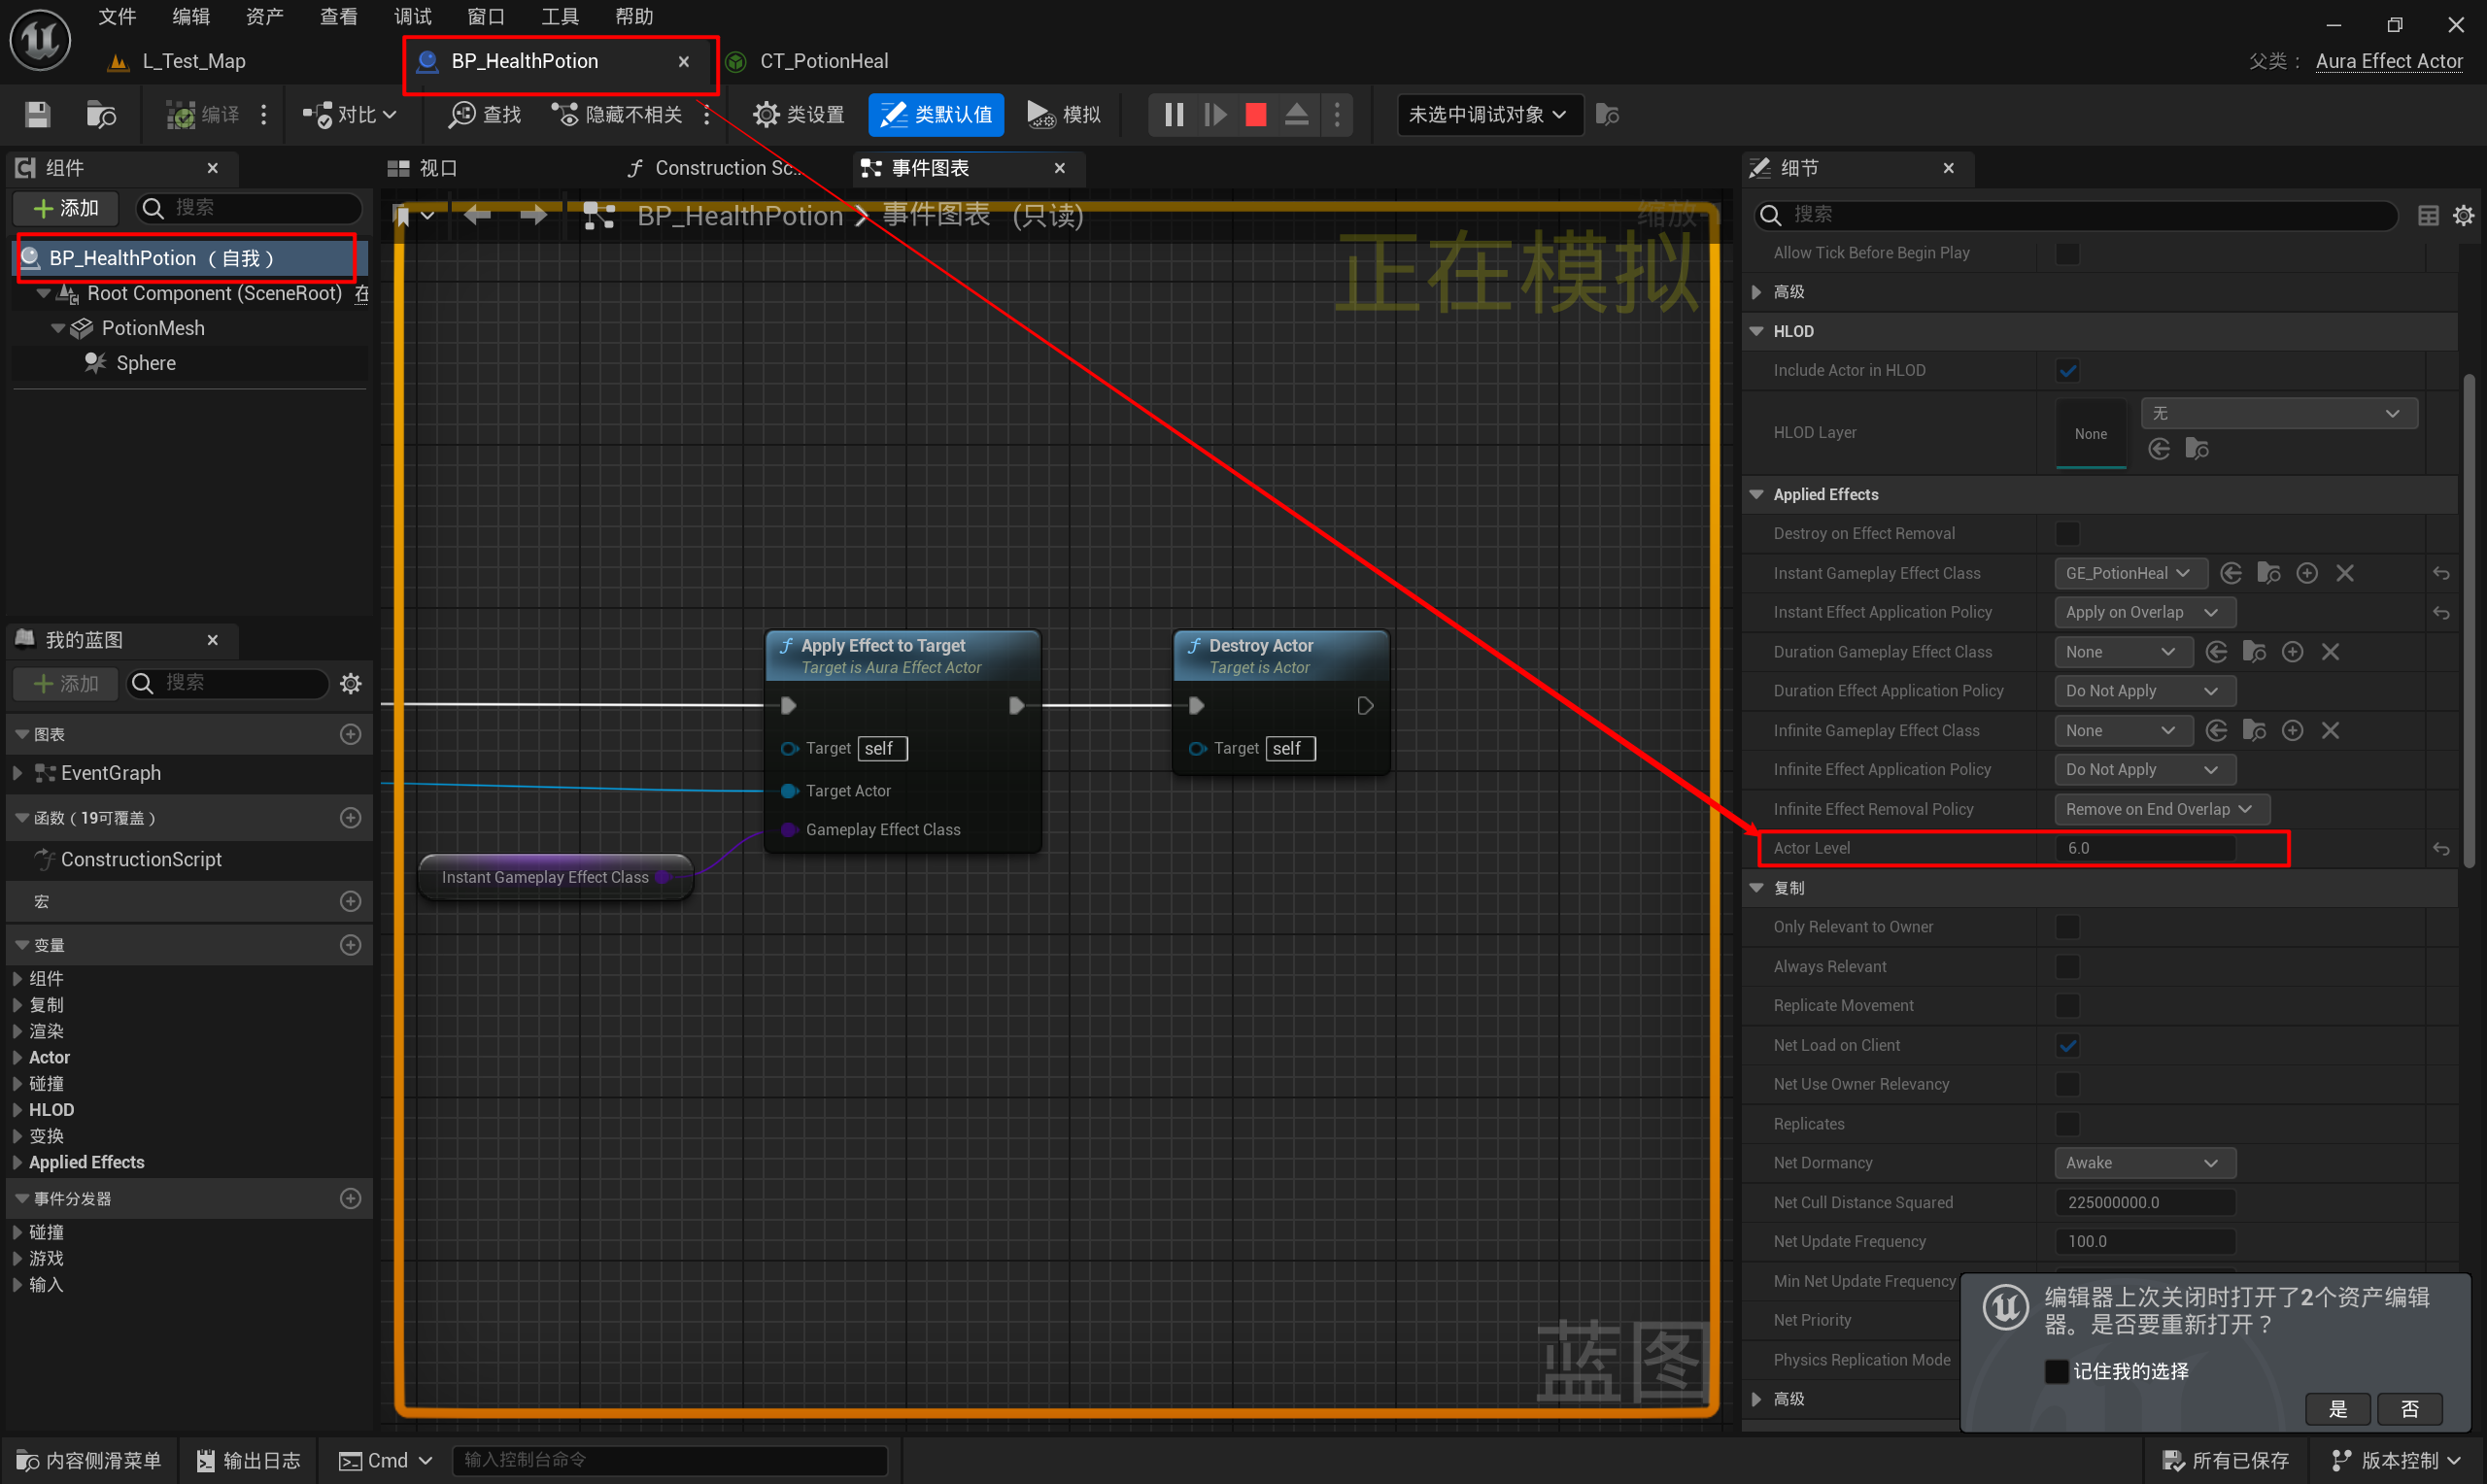 文件 编辑 资产 查看 调试 窗口 工具 帮助
L_Test_Map BP_HealthPotion CT_PotionHeal 父类： Aura Effect Actor
编译 对比 查找 隐藏不相关 类设置 类默认值 模拟 未选中调试对象
组件
添加 搜索
BP_HealthPotion （自我）
Root Component (SceneRoot) 在
PotionMesh
Sphere
我的蓝图
添加 搜索
图表
EventGraph
函数（19可覆盖）
ConstructionScript
宏
变量
组件
复制
渲染
Actor
碰撞
HLOD
变换
Applied Effects
事件分发器
碰撞
游戏
输入
视口 Construction Sc... 事件图表
BP_HealthPotion 事件图表 (只读) 缩放
正在模拟
Apply Effect to Target
Target is Aura Effect Actor
Target self
Target Actor
Gameplay Effect Class
Instant Gameplay Effect Class
Destroy Actor
Target is Actor
Target self
蓝图
细节
搜索
Allow Tick Before Begin Play
高级
HLOD
Include Actor in HLOD
HLOD Layer None 无
Applied Effects
Destroy on Effect Removal
Instant Gameplay Effect Class GE_PotionHeal
Instant Effect Application Policy Apply on Overlap
Duration Gameplay Effect Class None
Duration Effect Application Policy Do Not Apply
Infinite Gameplay Effect Class None
Infinite Effect Application Policy Do Not Apply
Infinite Effect Removal Policy Remove on End Overlap
Actor Level 6.0
复制
Only Relevant to Owner
Always Relevant
Replicate Movement
Net Load on Client
Net Use Owner Relevancy
Replicates
Net Dormancy Awake
Net Cull Distance Squared 225000000.0
Net Update Frequency 100.0
Min Net Update Frequency
Net Priority
Physics Replication Mode
高级
编辑器上次关闭时打开了2个资产编辑
器。是否要重新打开？
记住我的选择
是 否
内容侧滑菜单 输出日志 Cmd 输入控制台命令 所有已保存 版本控制